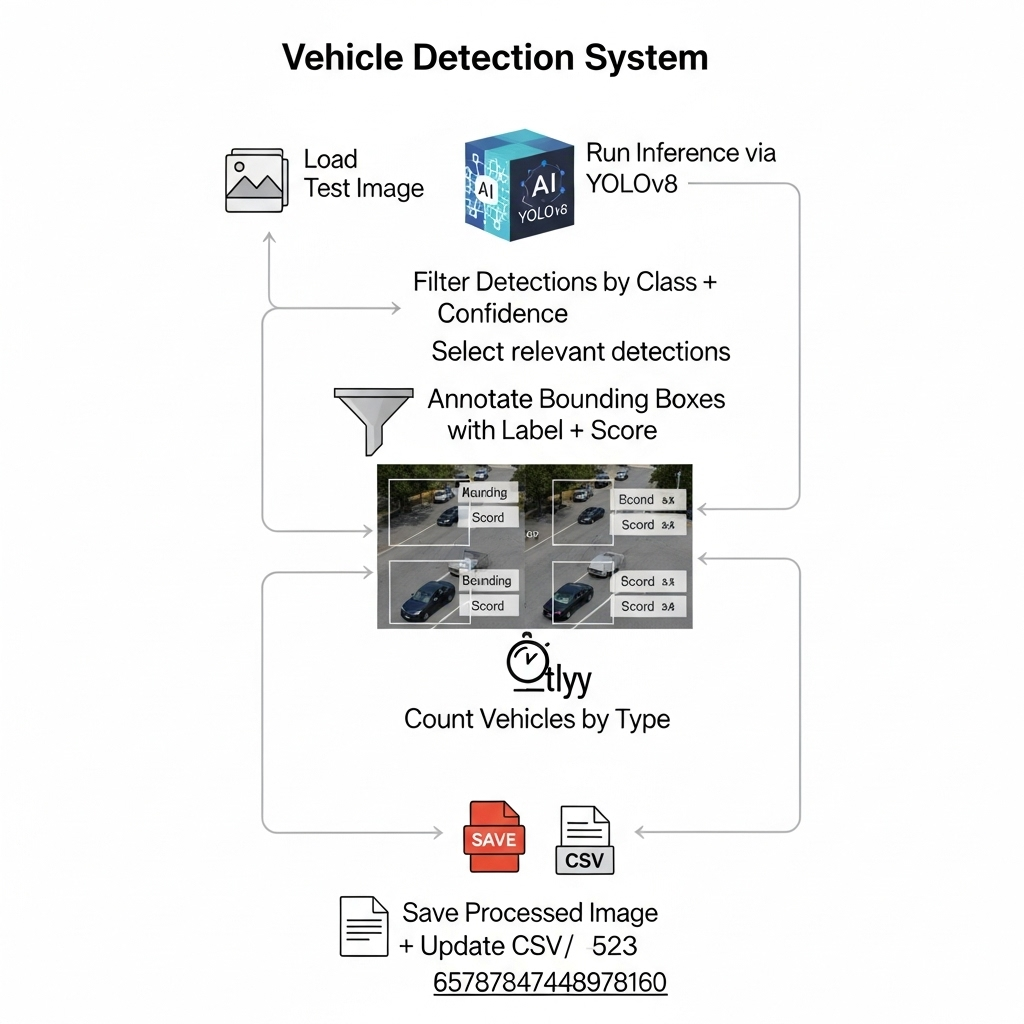 Vehicle Detection System
Load
Test Image
AI
AI
YOLOv8
Run Inference via
YOLOv8
Filter Detections by Class +
Confidence
Select relevant detections
Annotate Bounding Boxes
with Label + Score
Scord
Bcond
Scord
Scord
Scord
Scord
tlyy
Count Vehicles by Type
SAVE
CSV
Save Processed Image
+ Update CSV/ 523
65787847448978160